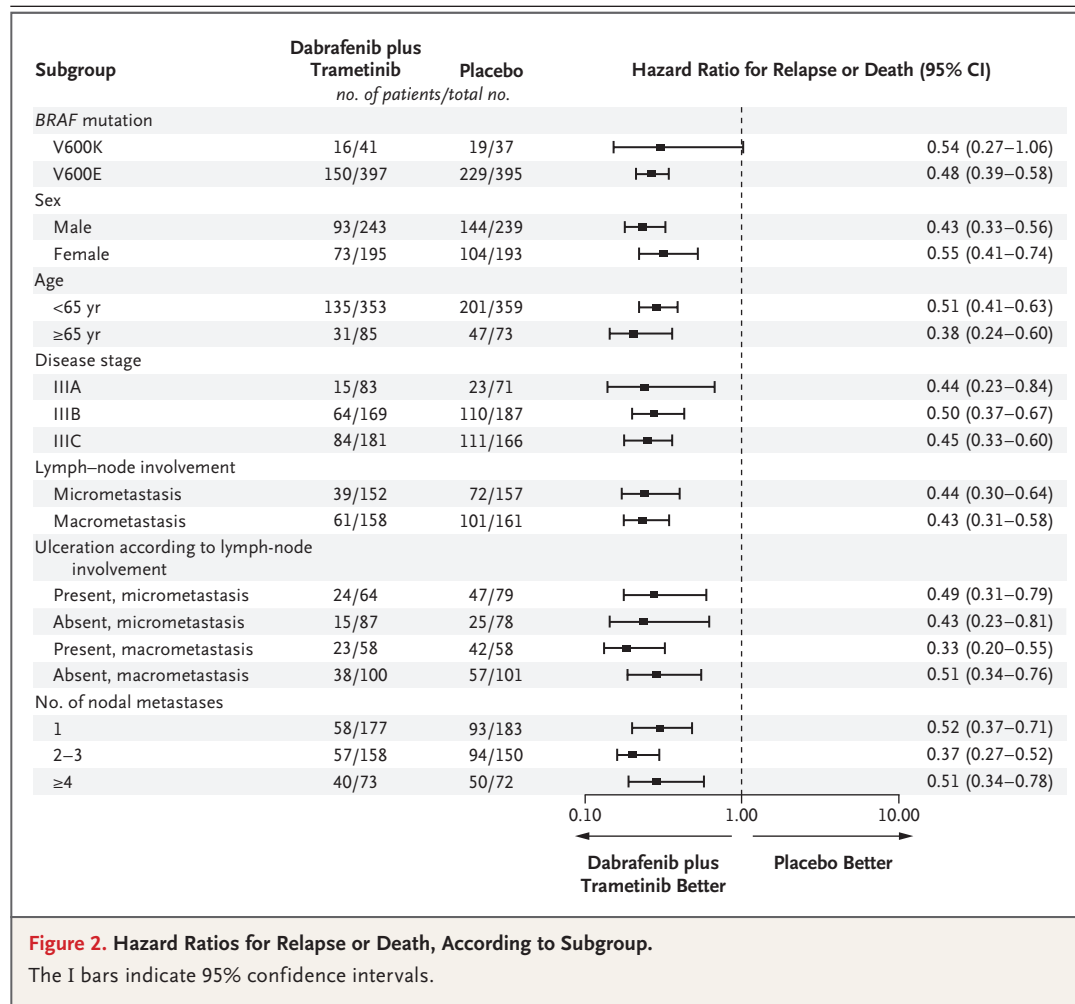 Subgroup Dabrafenib plus Trametinib Placebo Hazard Ratio for Relapse or Death (95% CI)
no. of patients/total no.
BRAF mutation
V600K 16/41 19/37 0.54 (0.27–1.06)
V600E 150/397 229/395 0.48 (0.39–0.58)
Sex
Male 93/243 144/239 0.43 (0.33–0.56)
Female 73/195 104/193 0.55 (0.41–0.74)
Age
<65 yr 135/353 201/359 0.51 (0.41–0.63)
≥65 yr 31/85 47/73 0.38 (0.24–0.60)
Disease stage
IIIA 15/83 23/71 0.44 (0.23–0.84)
IIIB 64/169 110/187 0.50 (0.37–0.67)
IIIC 84/181 111/166 0.45 (0.33–0.60)
Lymph–node involvement
Micrometastasis 39/152 72/157 0.44 (0.30–0.64)
Macrometastasis 61/158 101/161 0.43 (0.31–0.58)
Ulceration according to lymph-node
involvement
Present, micrometastasis 24/64 47/79 0.49 (0.31–0.79)
Absent, micrometastasis 15/87 25/78 0.43 (0.23–0.81)
Present, macrometastasis 23/58 42/58 0.33 (0.20–0.55)
Absent, macrometastasis 38/100 57/101 0.51 (0.34–0.76)
No. of nodal metastases
1 58/177 93/183 0.52 (0.37–0.71)
2–3 57/158 94/150 0.37 (0.27–0.52)
≥4 40/73 50/72 0.51 (0.34–0.78)
0.10 1.00 10.00
Dabrafenib plus
Trametinib Better
Placebo Better
Figure 2. Hazard Ratios for Relapse or Death, According to Subgroup.
The I bars indicate 95% confidence intervals.